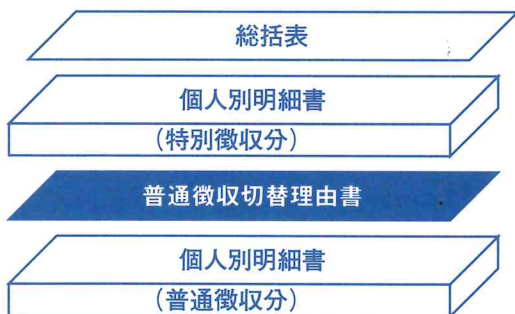 総括表
個人別明細書
(特別徴収分)
普通徴収切替理由書
個人別明細書
(普通徴収分)